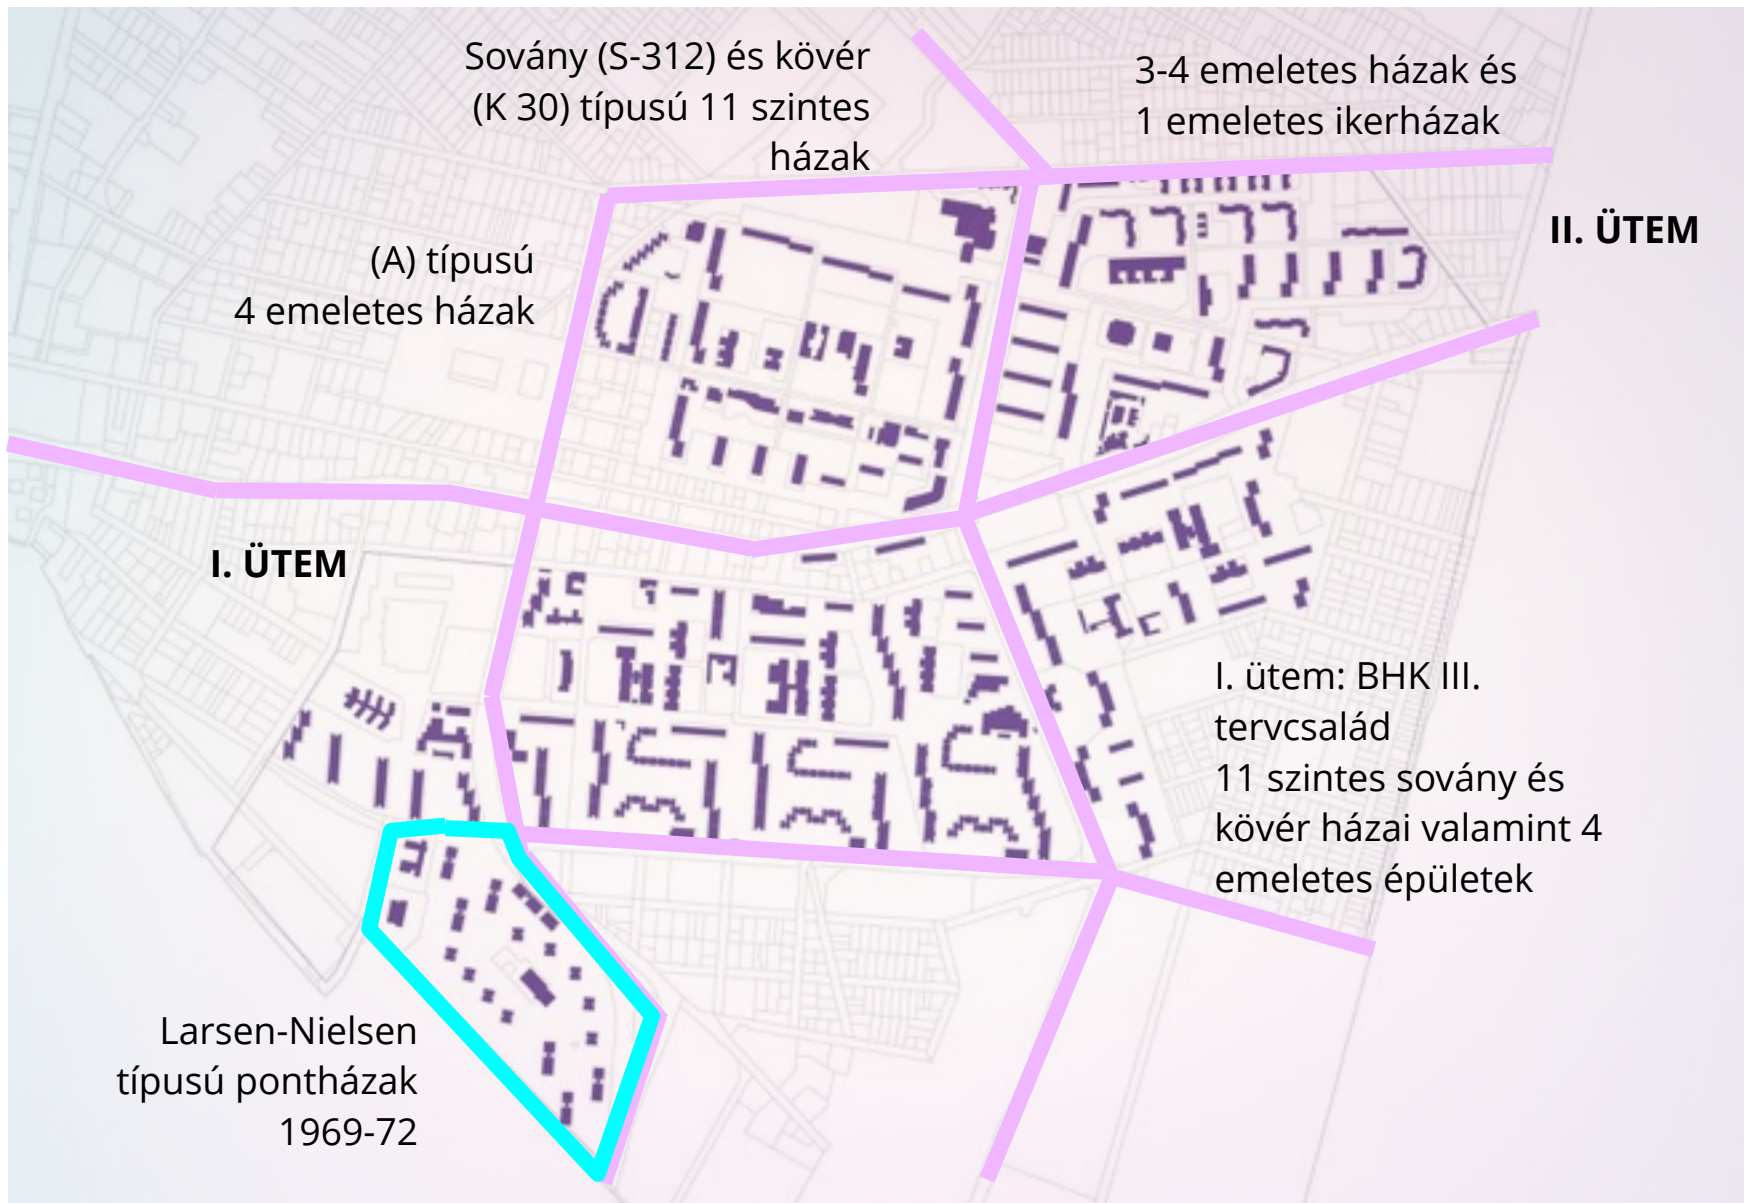 Sovány (S-312) és kövér
(K 30) típusú 11 szintes
házak
3-4 emeletes házak és
1 emeletes ikerházak
II. ÜTEM
(A) típusú
4 emeletes házak
I. ÜTEM
I. ütem: BHK III.
tervcsalád
11 szintes sovány és
kövér házai valamint 4
emeletes épületek
Larsen-Nielsen
típusú pontházak
1969-72